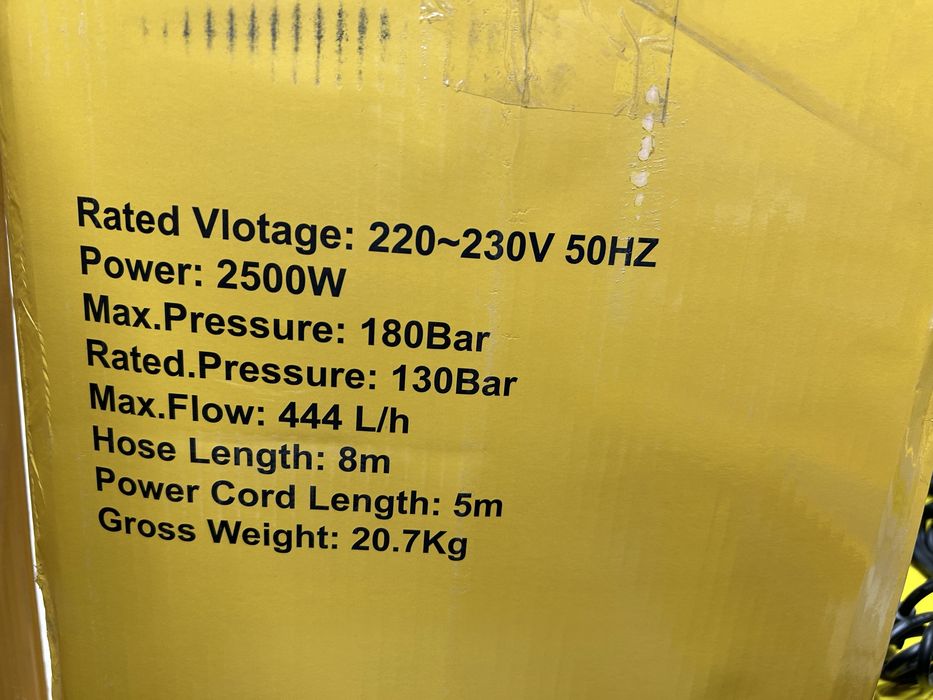 Rated Vlotage: 220~230V 50HZ
Power: 2500W
Max.Pressure: 180Bar
Rated.Pressure: 130Bar
Max.Flow: 444 L/h
Hose Length: 8m
Power Cord Length: 5m
Gross Weight: 20.7Kg